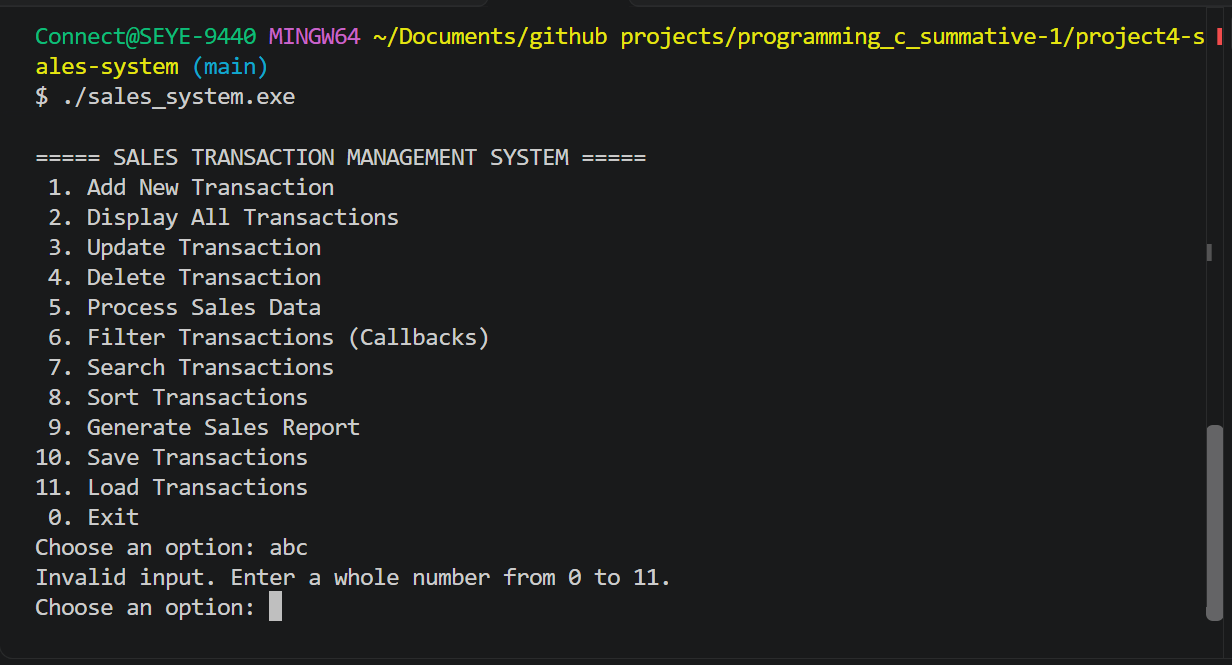 Connect@SEYE-9440 MINGW64 ~/Documents/github projects/programming_c_summative-1/project4-s
ales-system (main)
$ ./sales_system.exe
===== SALES TRANSACTION MANAGEMENT SYSTEM =====
 1. Add New Transaction
 2. Display All Transactions
 3. Update Transaction
 4. Delete Transaction
 5. Process Sales Data
 6. Filter Transactions (Callbacks)
 7. Search Transactions
 8. Sort Transactions
 9. Generate Sales Report
10. Save Transactions
11. Load Transactions
 0. Exit
Choose an option: abc
Invalid input. Enter a whole number from 0 to 11.
Choose an option: